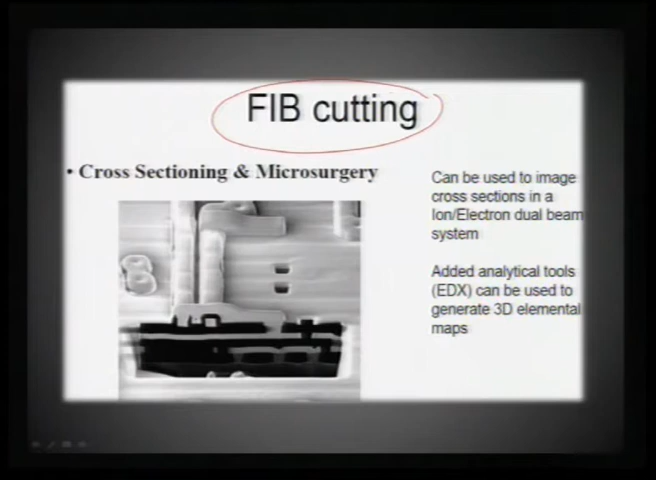 FIB cutting
• Cross Sectioning & Microsurgery
Can be used to image
cross sections in a
Ion/Electron dual beam
system
Added analytical tools
(EDX) can be used to
generate 3D elemental
maps